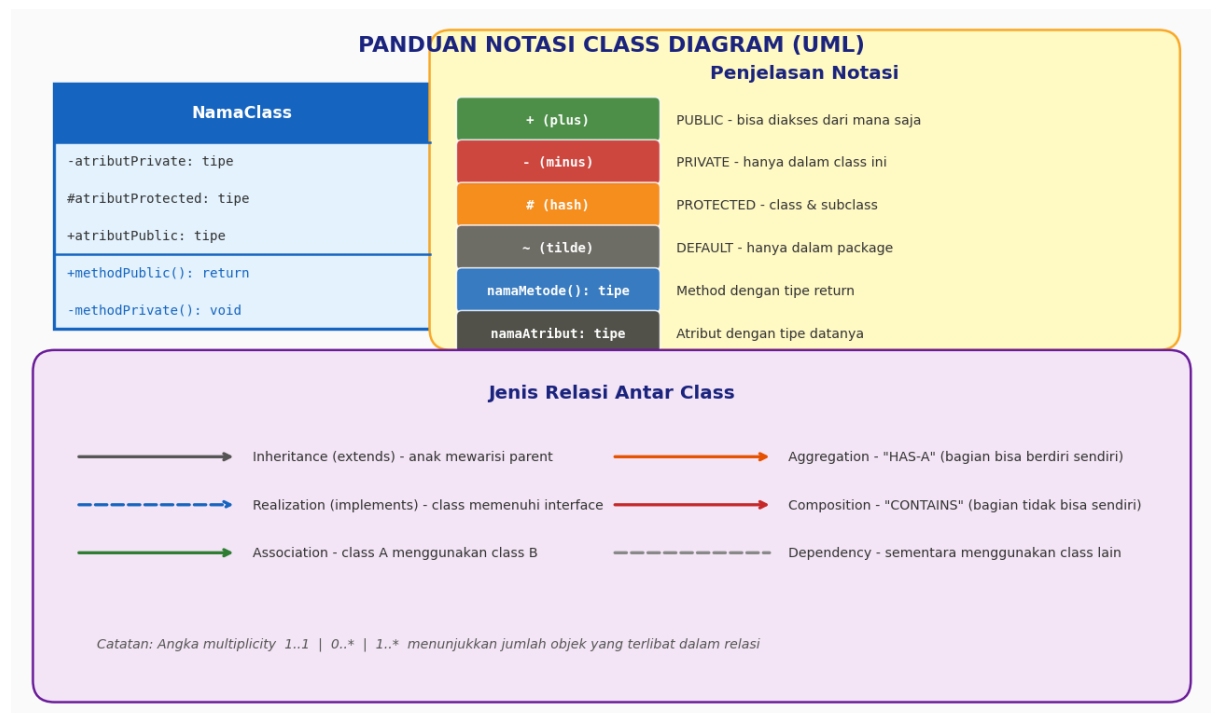 PANDUAN NOTASI CLASS DIAGRAM (UML)
NamaClass
-atributPrivate: tipe
#atributProtected: tipe
+atributPublic: tipe
+methodPublic(): return
-methodPrivate(): void
Penjelasan Notasi
+ (plus) PUBLIC - bisa diakses dari mana saja
- (minus) PRIVATE - hanya dalam class ini
# (hash) PROTECTED - class & subclass
~ (tilde) DEFAULT - hanya dalam package
namaMetode(): tipe Method dengan tipe return
namaAtribut: tipe Atribut dengan tipe datanya
Jenis Relasi Antar Class
Inheritance (extends) - anak mewarisi parent
Realization (implements) - class memenuhi interface
Association - class A menggunakan class B
Aggregation - "HAS-A" (bagian bisa berdiri sendiri)
Composition - "CONTAINS" (bagian tidak bisa sendiri)
Dependency - sementara menggunakan class lain
Catatan: Angka multiplicity 1..1 | 0..* | 1..* menunjukkan jumlah objek yang terlibat dalam relasi